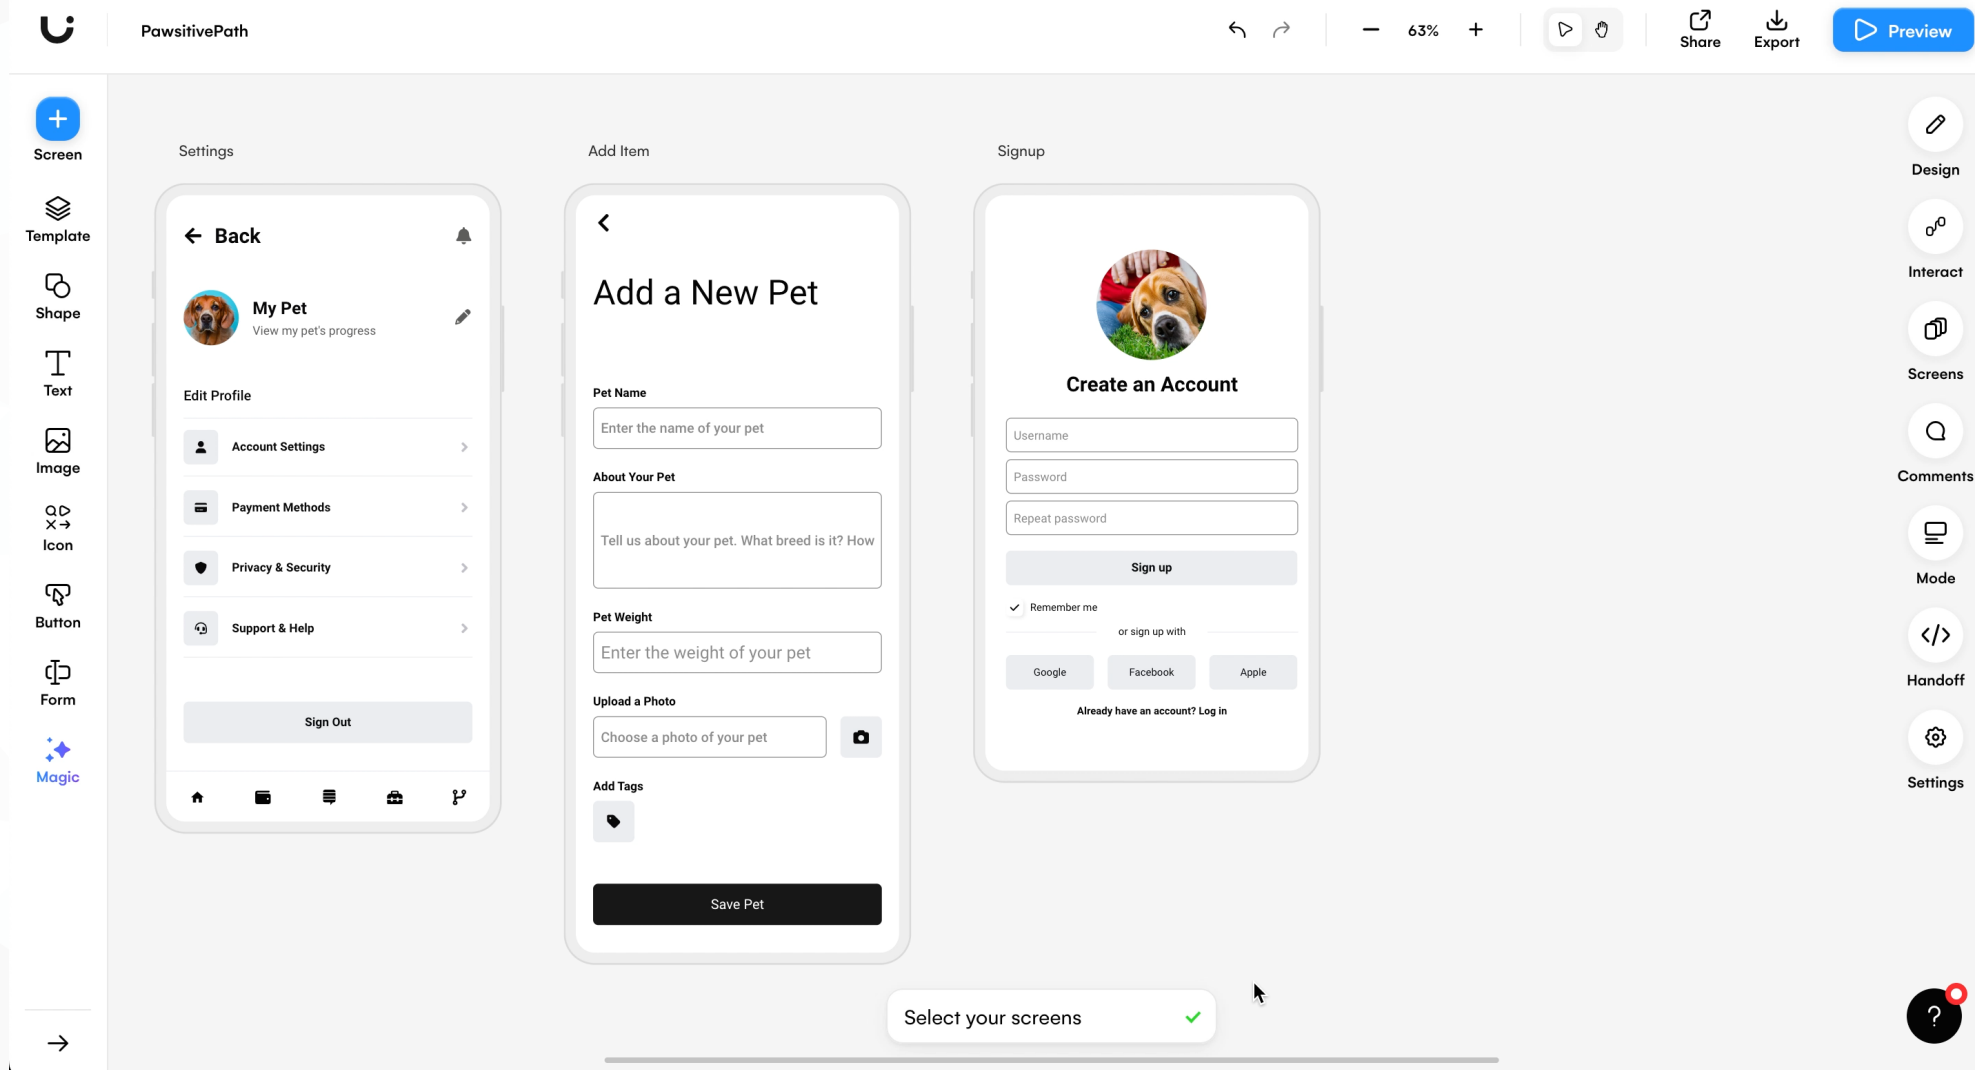 PawsitivePath
63%
Share
Export
Preview
Screen
Template
Shape
Text
Image
Icon
Button
Form
Magic
Settings
Back
My Pet
View my pet's progress
Edit Profile
Account Settings
Payment Methods
Privacy & Security
Support & Help
Sign Out
Add Item
Add a New Pet
Pet Name
Enter the name of your pet
About Your Pet
Tell us about your pet. What breed is it? How
Pet Weight
Enter the weight of your pet
Upload a Photo
Choose a photo of your pet
Add Tags
Save Pet
Signup
Create an Account
Username
Password
Repeat password
Sign up
Remember me
or sign up with
Google
Facebook
Apple
Already have an account? Log in
Select your screens
Design
Interact
Screens
Comments
Mode
Handoff
Settings
?